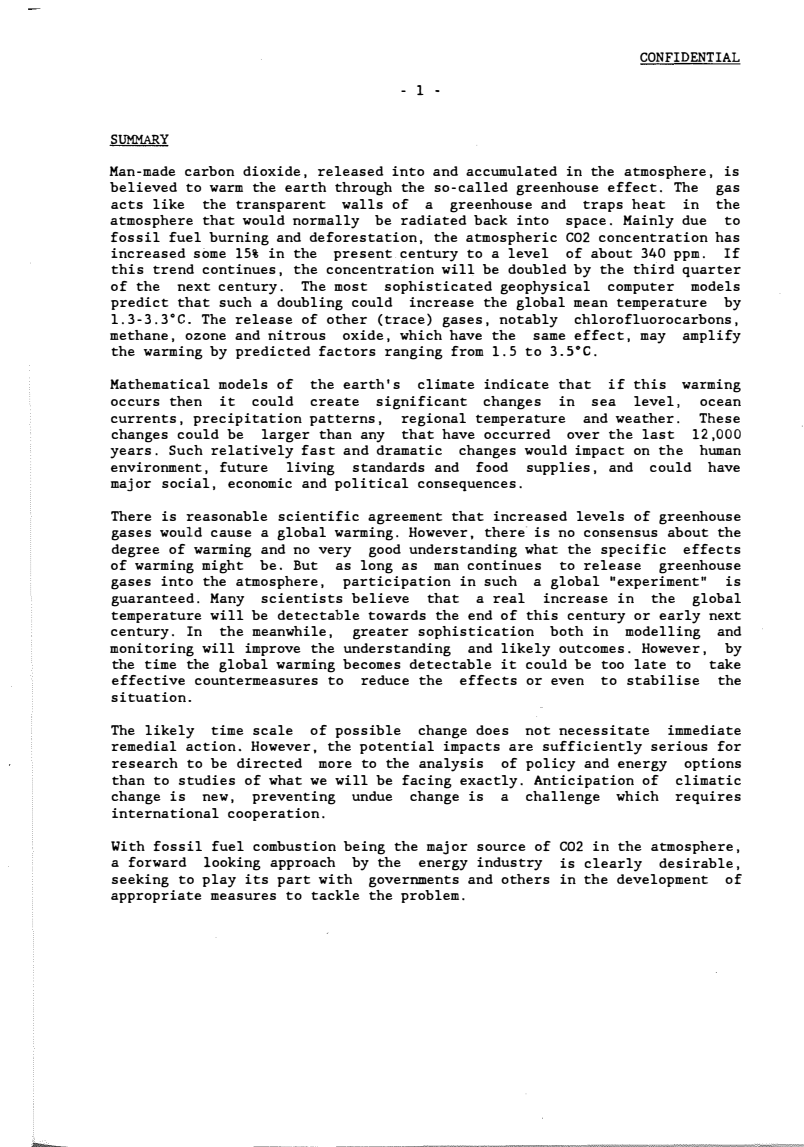 CONFIDENTIAL
- 1 -
SUMMARY
Man-made carbon dioxide, released into and accumulated in the atmosphere, is
believed to warm the earth through the so-called greenhouse effect. The gas
acts like the transparent walls of a greenhouse and traps heat in the
atmosphere that would normally be radiated back into space. Mainly due to
fossil fuel burning and deforestation, the atmospheric CO2 concentration has
increased some 15% in the present century to a level of about 340 ppm. If
this trend continues, the concentration will be doubled by the third quarter
of the next century. The most sophisticated geophysical computer models
predict that such a doubling could increase the global mean temperature by
1.3-3.3°C. The release of other (trace) gases, notably chlorofluorocarbons,
methane, ozone and nitrous oxide, which have the same effect, may amplify
the warming by predicted factors ranging from 1.5 to 3.5°C.
Mathematical models of the earth's climate indicate that if this warming
occurs then it could create significant changes in sea level, ocean
currents, precipitation patterns, regional temperature and weather. These
changes could be larger than any that have occurred over the last 12,000
years. Such relatively fast and dramatic changes would impact on the human
environment, future living standards and food supplies, and could have
major social, economic and political consequences.
There is reasonable scientific agreement that increased levels of greenhouse
gases would cause a global warming. However, there is no consensus about the
degree of warming and no very good understanding what the specific effects
of warming might be. But as long as man continues to release greenhouse
gases into the atmosphere, participation in such a global "experiment" is
guaranteed. Many scientists believe that a real increase in the global
temperature will be detectable towards the end of this century or early next
century. In the meanwhile, greater sophistication both in modelling and
monitoring will improve the understanding and likely outcomes. However, by
the time the global warming becomes detectable it could be too late to take
effective countermeasures to reduce the effects or even to stabilise the
situation.
The likely time scale of possible change does not necessitate immediate
remedial action. However, the potential impacts are sufficiently serious for
research to be directed more to the analysis of policy and energy options
than to studies of what we will be facing exactly. Anticipation of climatic
change is new, preventing undue change is a challenge which requires
international cooperation.
With fossil fuel combustion being the major source of CO2 in the atmosphere,
a forward looking approach by the energy industry is clearly desirable,
seeking to play its part with governments and others in the development of
appropriate measures to tackle the problem.